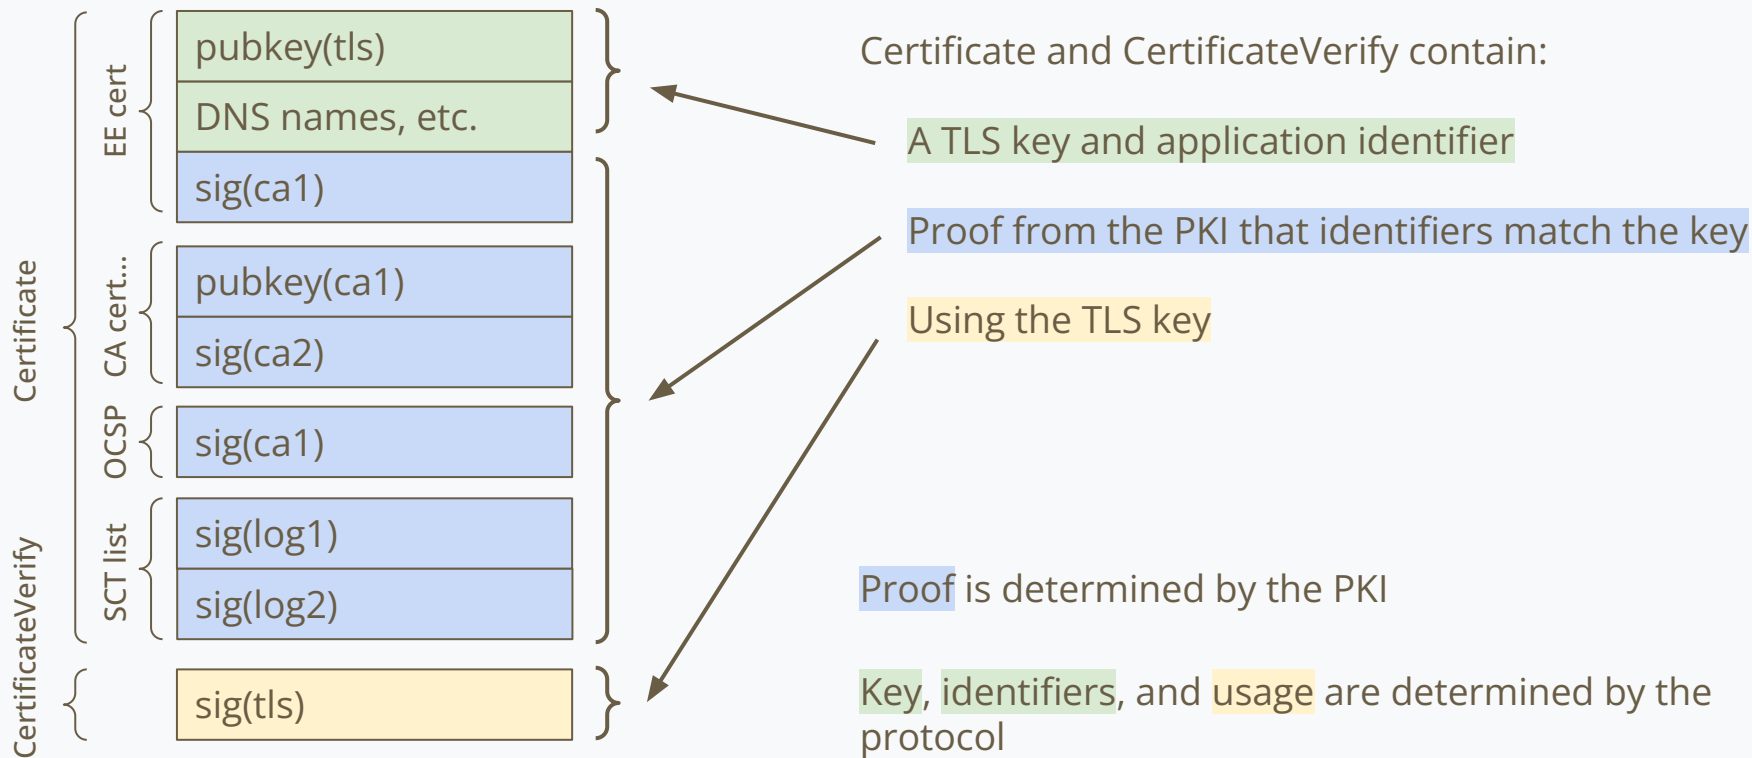 Certificate
CertificateVerify
EE cert
CA cert...
OCSP
SCT list
pubkey(tls)
DNS names, etc.
sig(ca1)
pubkey(ca1)
sig(ca2)
sig(ca1)
sig(log1)
sig(log2)
sig(tls)
Certificate and CertificateVerify contain:
A TLS key and application identifier
Proof from the PKI that identifiers match the key
Using the TLS key
Proof is determined by the PKI
Key, identifiers, and usage are determined by the
protocol